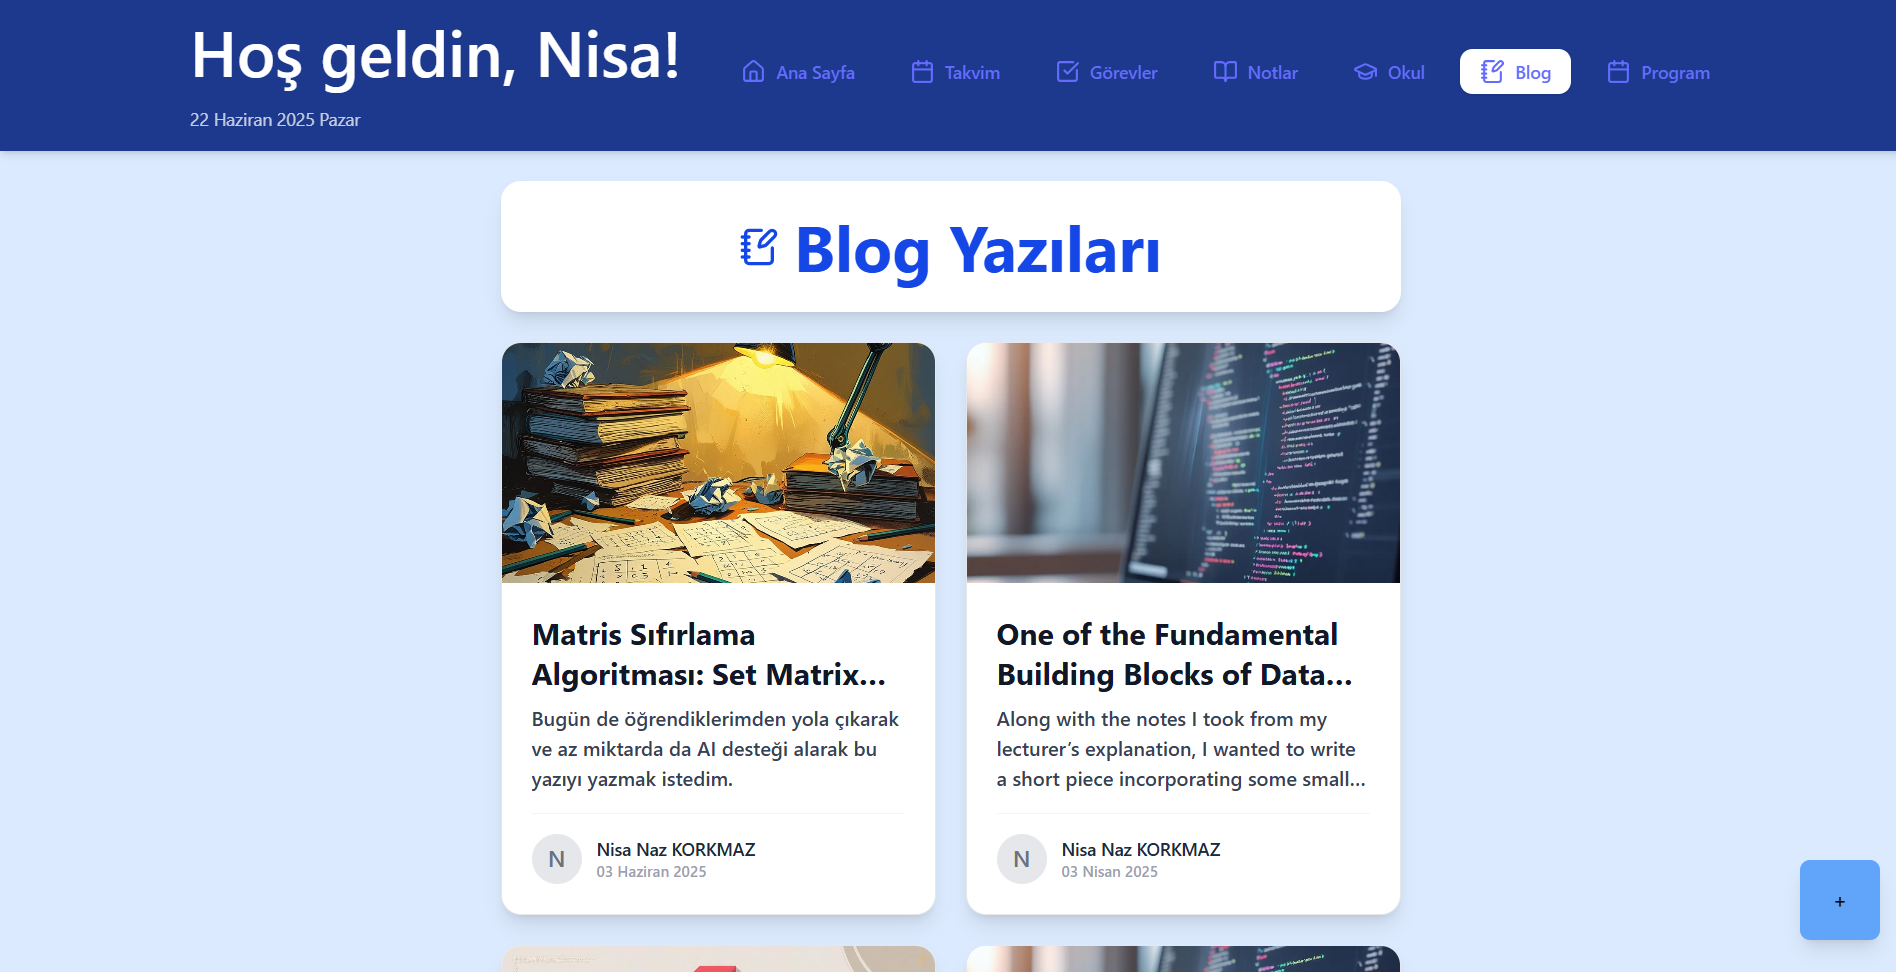 Hoş geldin, Nisa!
22 Haziran 2025 Pazar
Ana Sayfa
Takvim
Görevler
Notlar
Okul
Blog
Program
Blog Yazıları
Matris Sıfırlama
Algoritması: Set Matrix...
Bugün de öğrendiklerimden yola çıkarak
ve az miktarda da AI desteği alarak bu
yazıyı yazmak istedim.
N
Nisa Naz KORKMAZ
03 Haziran 2025
One of the Fundamental
Building Blocks of Data...
Along with the notes I took from my
lecturer’s explanation, I wanted to write
a short piece incorporating some small...
N
Nisa Naz KORKMAZ
03 Nisan 2025
+